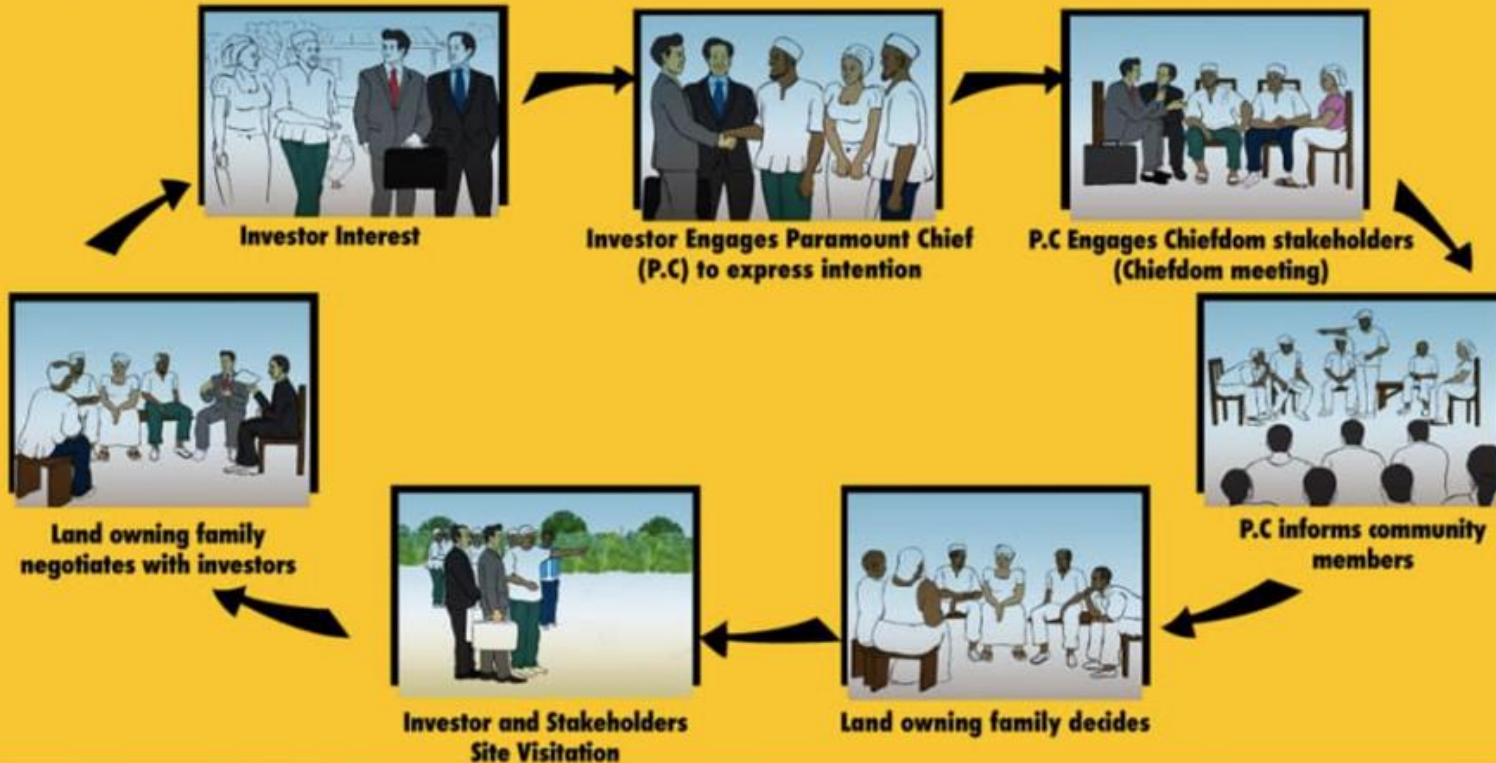 Investor Interest
Investor Engages Paramount Chief
(P.C) to express intention
P.C Engages Chiefdom stakeholders
(Chiefdom meeting)
P.C informs community
members
Land owning family decides
Investor and Stakeholders
Site Visitation
Land owning family
negotiates with investors